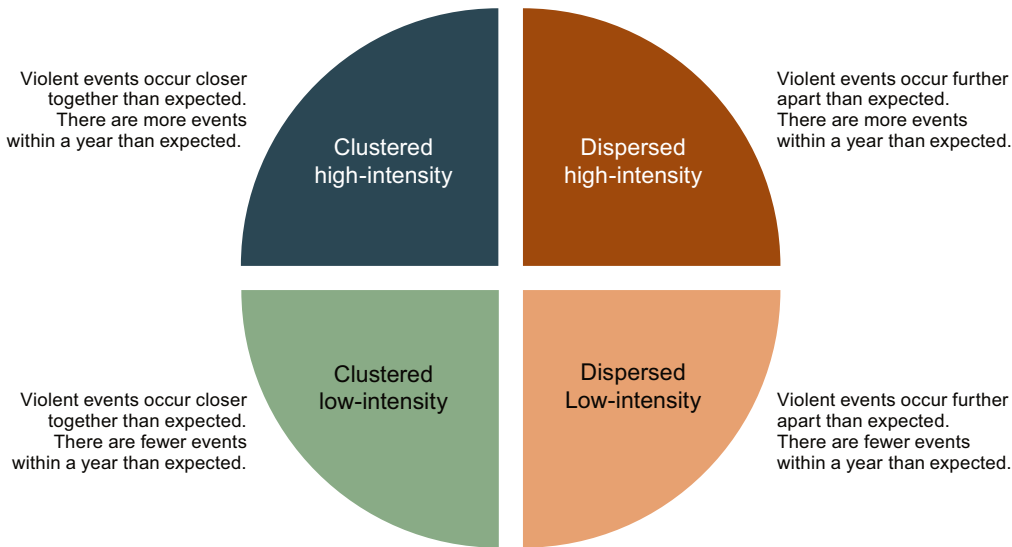 Violent events occur closer
together than expected.
There are more events
within a year than expected.
Clustered
high-intensity
Dispersed
high-intensity
Violent events occur further
apart than expected.
There are more events
within a year than expected.
Violent events occur closer
together than expected.
There are fewer events
within a year than expected.
Clustered
low-intensity
Dispersed
Low-intensity
Violent events occur further
apart than expected.
There are fewer events
within a year than expected.